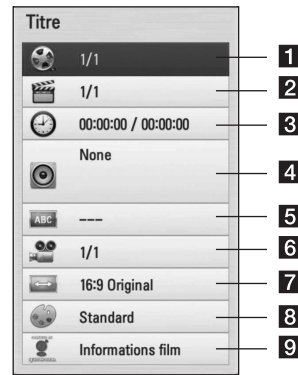 Titre
1/1 1
1/1 2
00:00:00 / 00:00:00 3
None 4
ABC --- 5
1/1 6
16:9 Original 7
Standard 8
Informations film 9